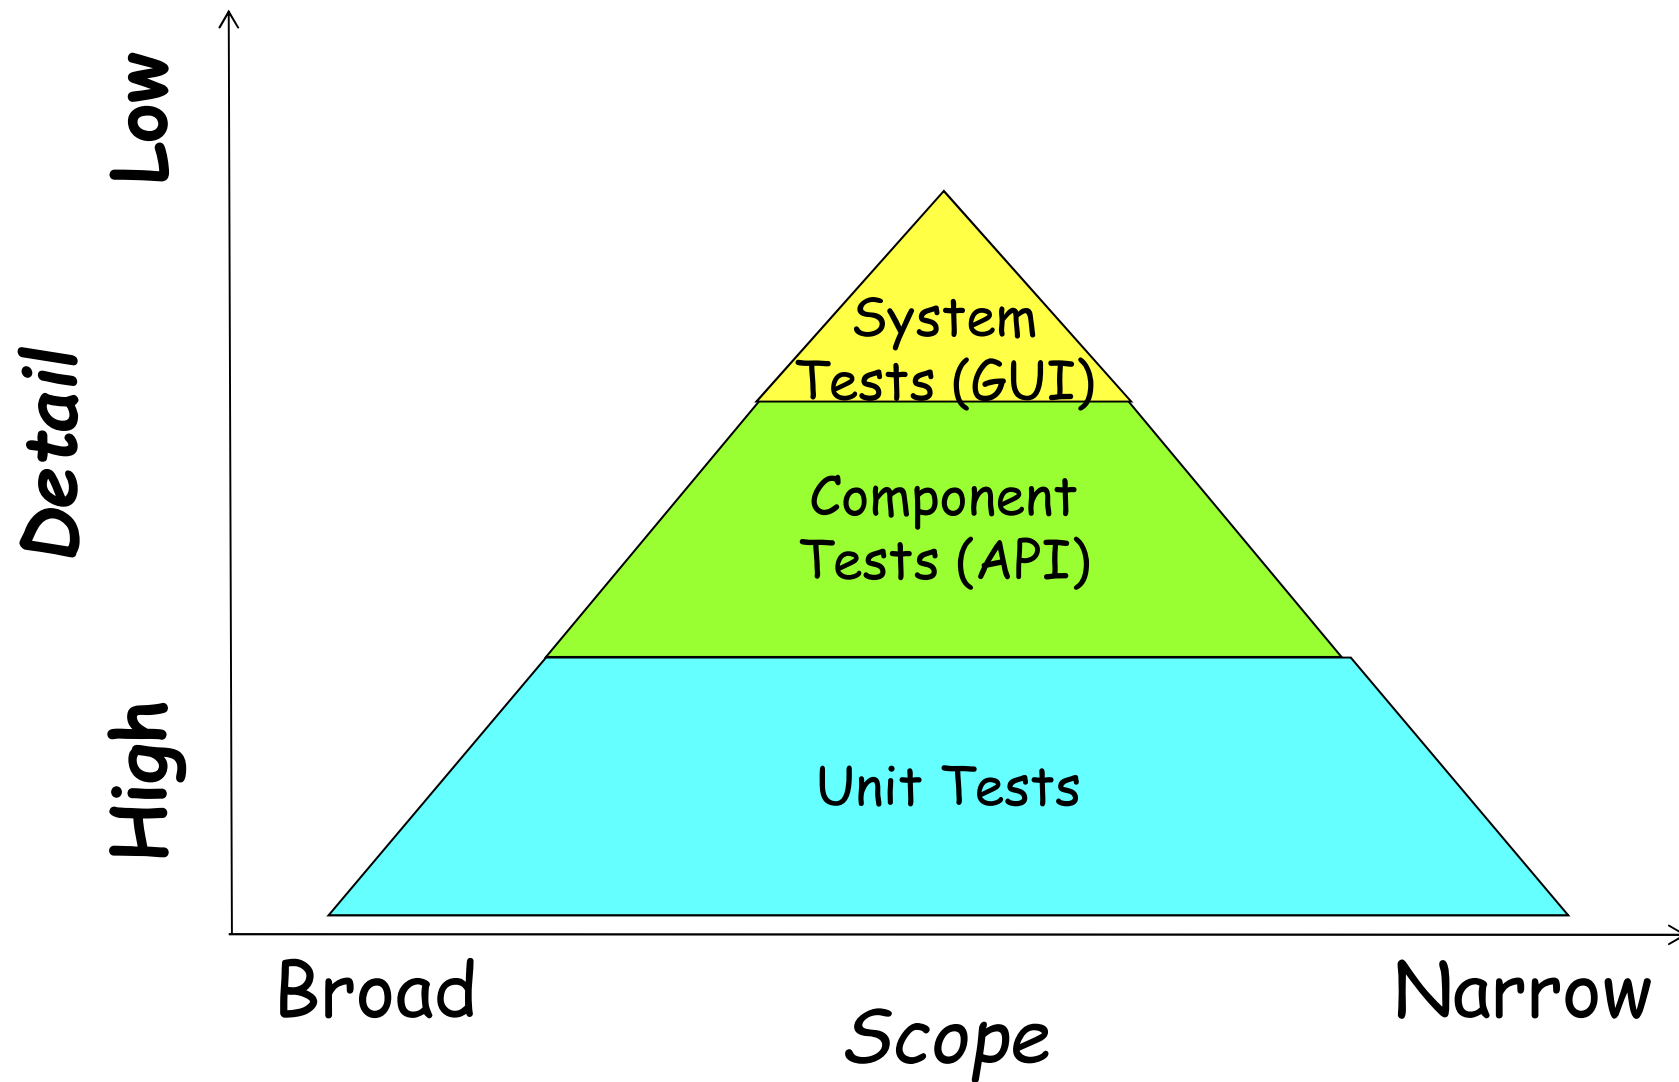 Low
Detail
High
System
Tests (GUI)
Component
Tests (API)
Unit Tests
Broad
Narrow
Scope